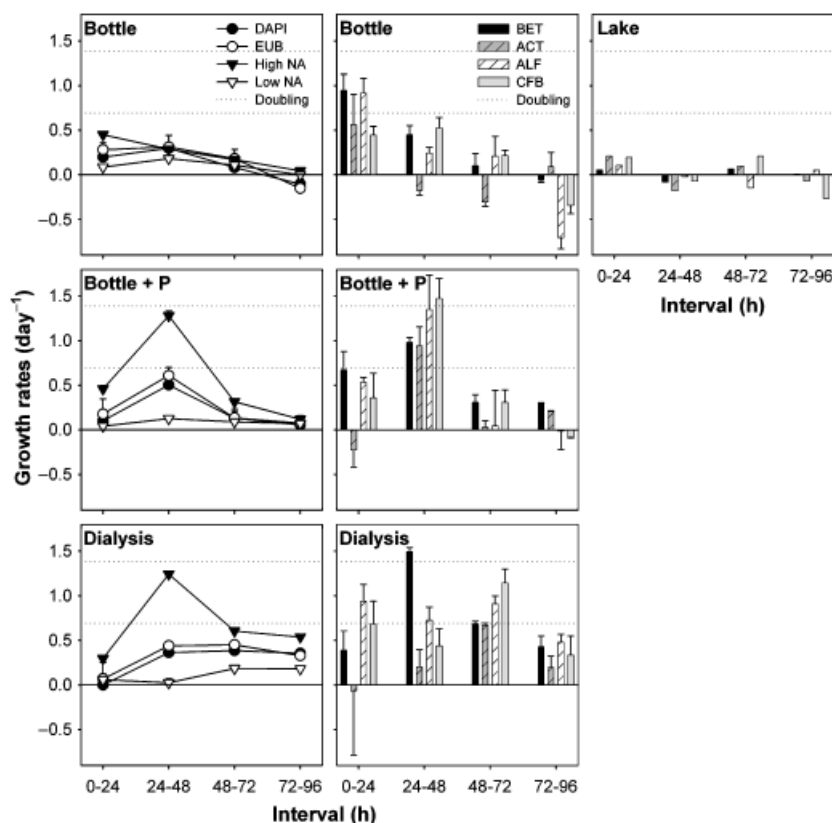 Bottle
DAPI
EUB
High NA
Low NA
Doubling
Bottle
BET
ACT
ALF
CFB
Doubling
Lake
1.5
1.0
0.5
0.0
−0.5
0-24 24-48 48-72 72-96
Interval (h)
Bottle + P
Bottle + P
1.5
1.0
0.5
0.0
−0.5
Growth rates (day⁻¹)
Dialysis
Dialysis
1.5
1.0
0.5
0.0
−0.5
0-24 24-48 48-72 72-96
0-24 24-48 48-72 72-96
Interval (h)